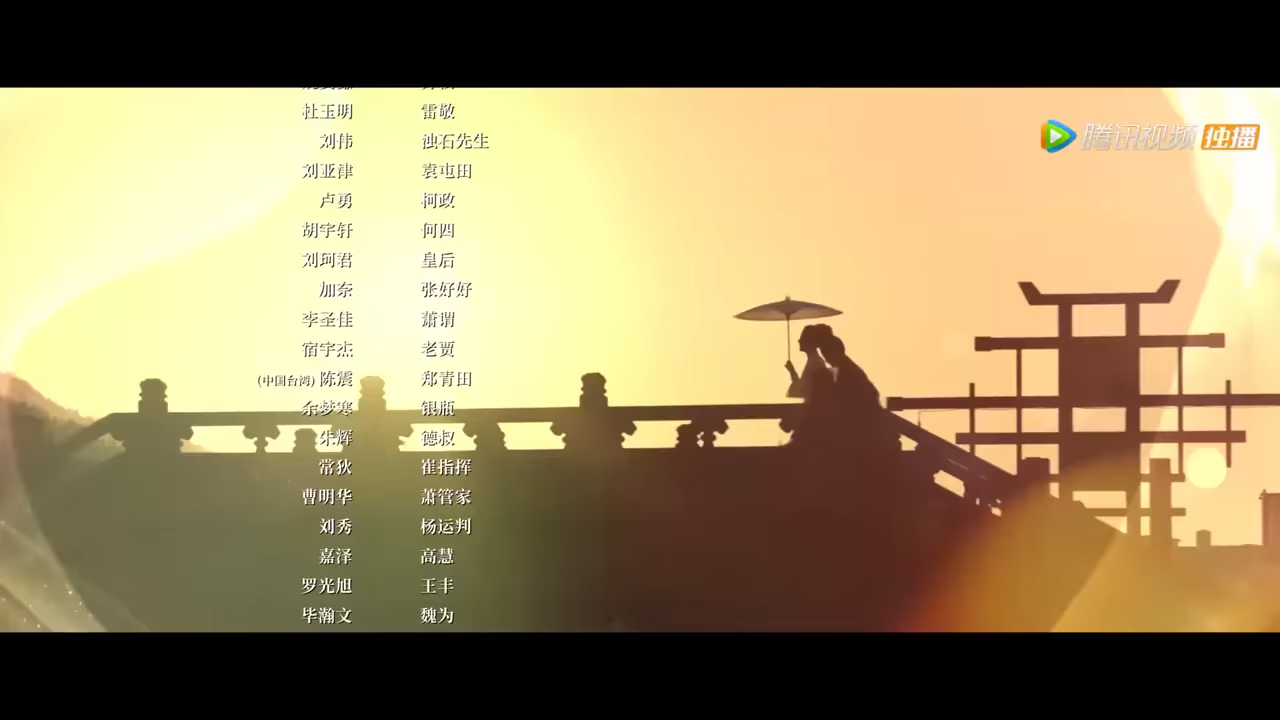 杜玉明 雷敬
刘伟 浊石先生
刘亚津 袁屯田
卢勇 柯政
胡宇轩 何四
刘珂君 皇后
加奈 张好好
李圣佳 萧谓
宿宇杰 老贾
(中国台湾) 陈震 郑青田
余梦寒 银瓶
朱辉 德叔
常狄 崔指挥
曹明华 萧管家
刘秀 杨运判
嘉泽 高慧
罗光旭 王丰
毕瀚文 魏为
腾讯视频 独播